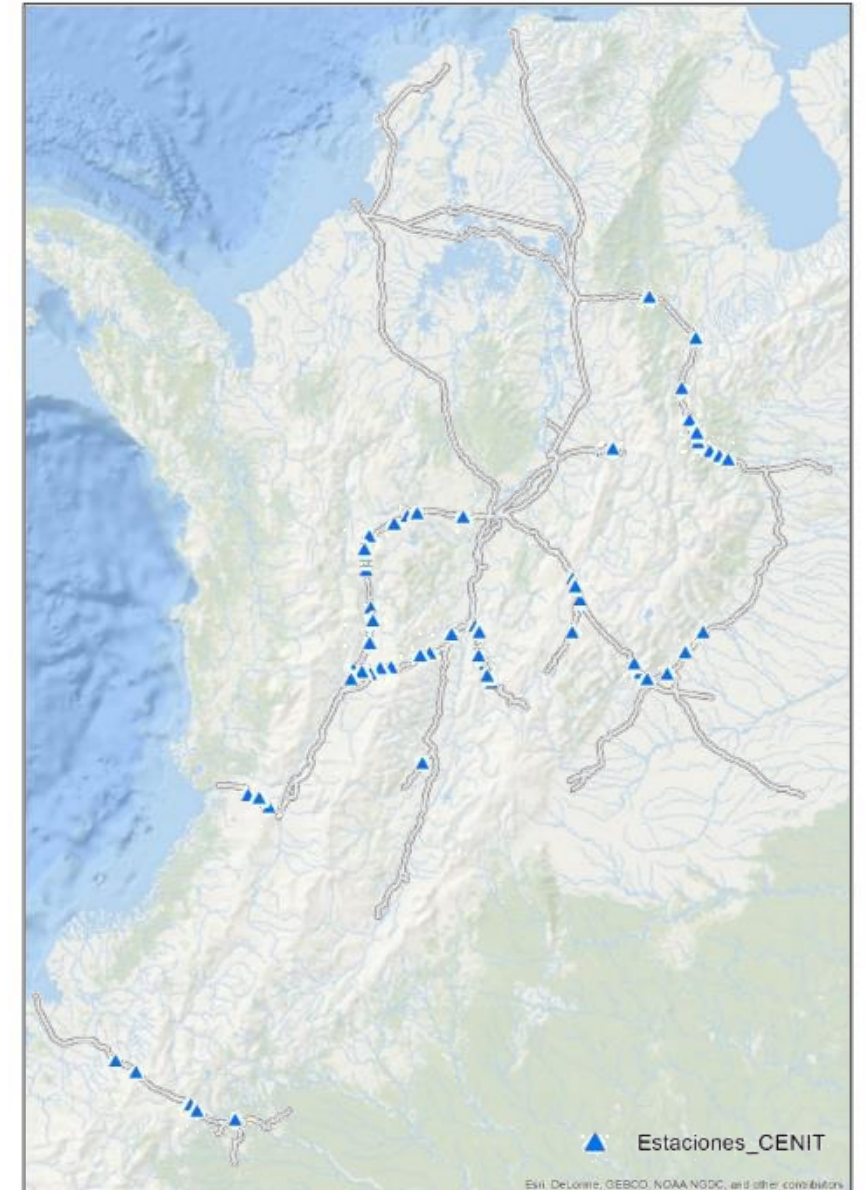 Estaciones_CENIT
Esri, DeLorme, GEBCO, NOAA NGDC, and other contributors